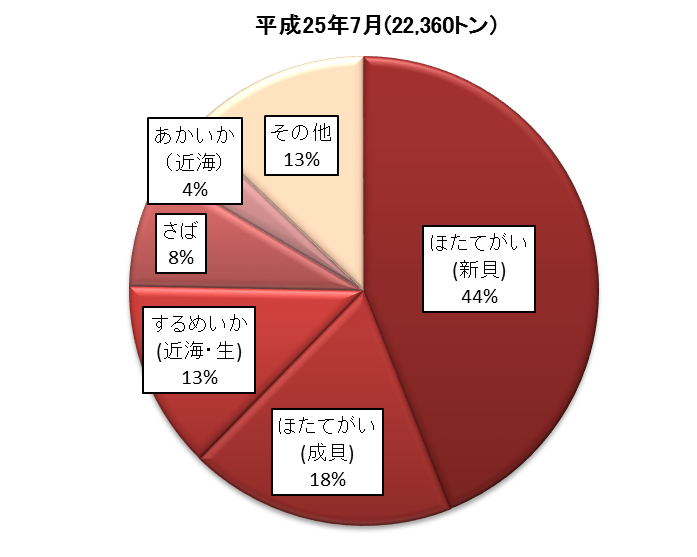 平成25年7月(22,360トン)
その他
13%
あかいか
（近海）
4%
さば
8%
ほたてがい
(新貝)
44%
するめいか
(近海・生)
13%
ほたてがい
(成貝)
18%